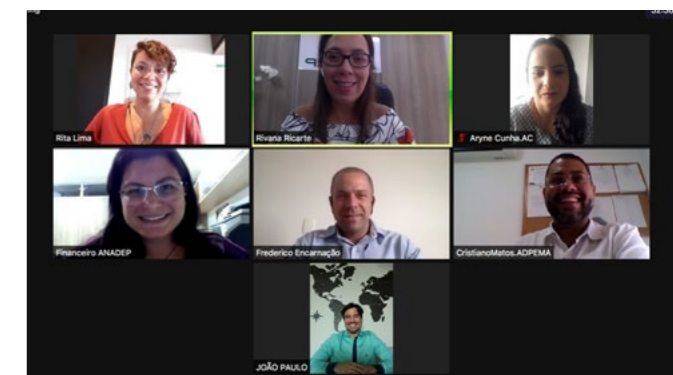 Rita Lima
Rivana Ricarte
Aryne Cunha.AC
Financeiro ANADEP
Frederico Encarnação
CristianoMatos.ADPEMA
JOÃO PAULO